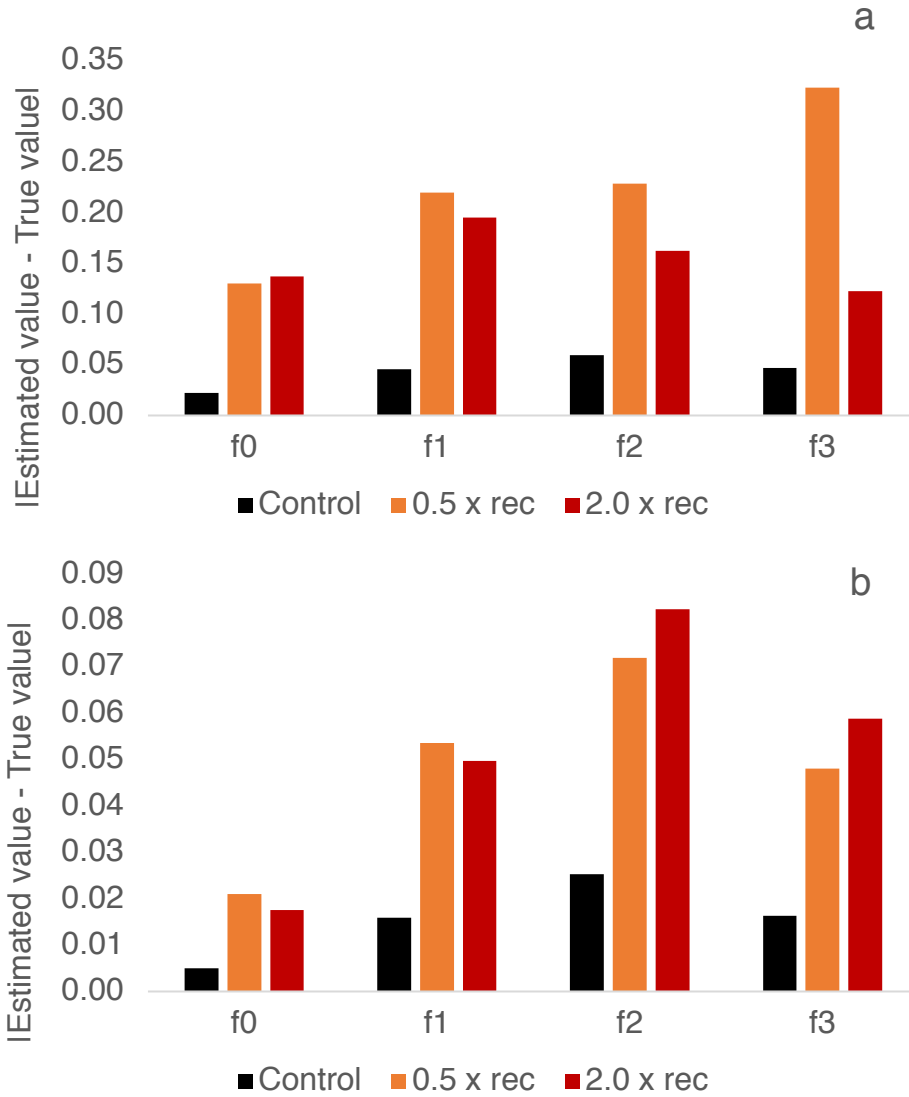 a
0.35
0.30
0.25
0.20
0.15
0.10
0.05
0.00
|Estimated value - True value|
f0 f1 f2 f3
Control 0.5 x rec 2.0 x rec
b
0.09
0.08
0.07
0.06
0.05
0.04
0.03
0.02
0.01
0.00
|Estimated value - True value|
f0 f1 f2 f3
Control 0.5 x rec 2.0 x rec